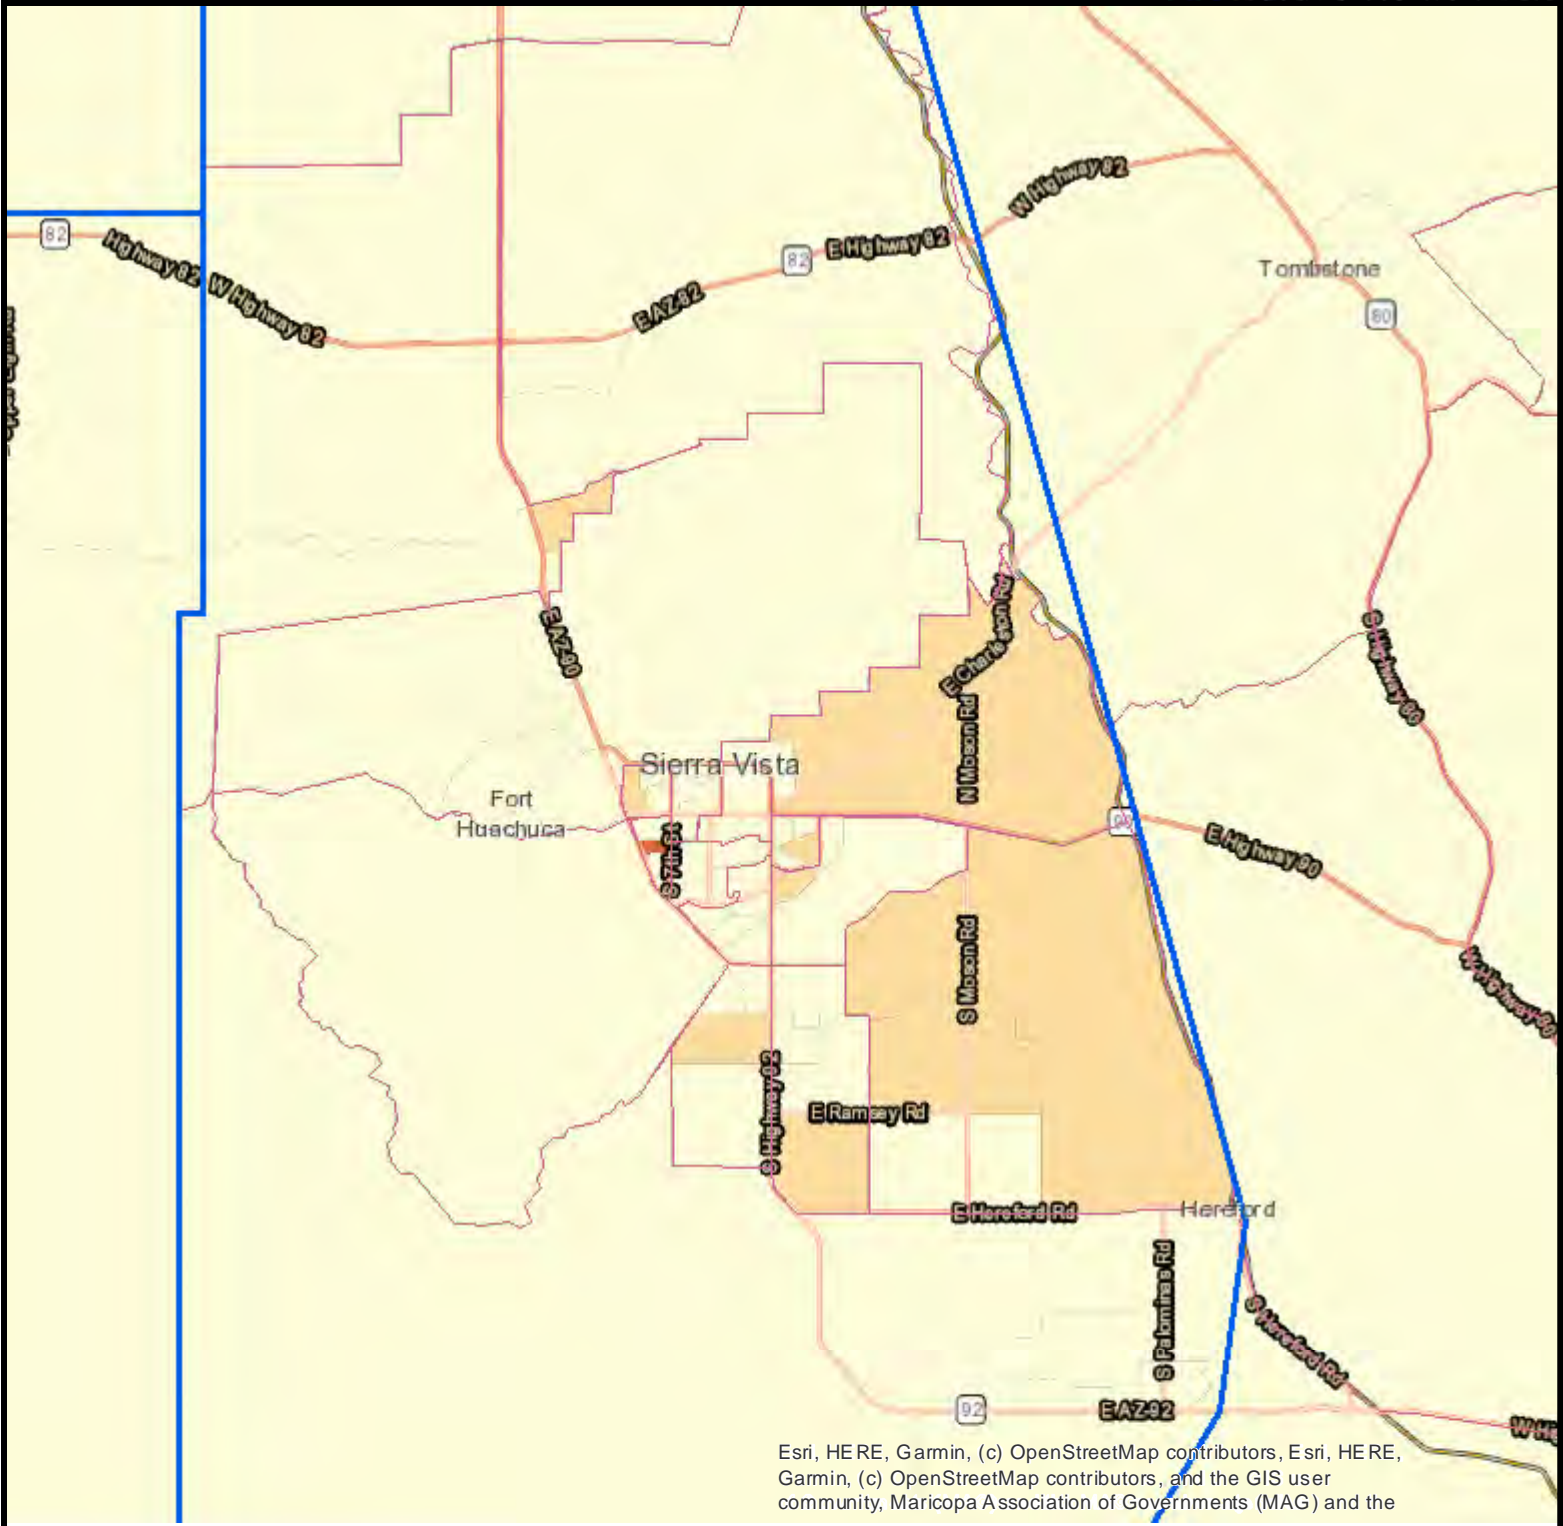 W Highway 82
82
Highway 82
W Highway 82
E Highway 82
82
E AZ-82
Tombstone
80
E Charleston Rd
E AZ-90
S Highway 80
N Moson Rd
Sierra Vista
Fort
Huachuca
90
E Highway 90
S 7th St
S Moson Rd
W Highway 80
S Highway 92
E Ramsey Rd
E Hereford Rd
Hereford
S Palominas Rd
S Hereford Rd
92
E AZ-92
Esri, HERE, Garmin, (c) OpenStreetMap contributors, Esri, HERE,
Garmin, (c) OpenStreetMap contributors, and the GIS user
community, Maricopa Association of Governments (MAG) and the